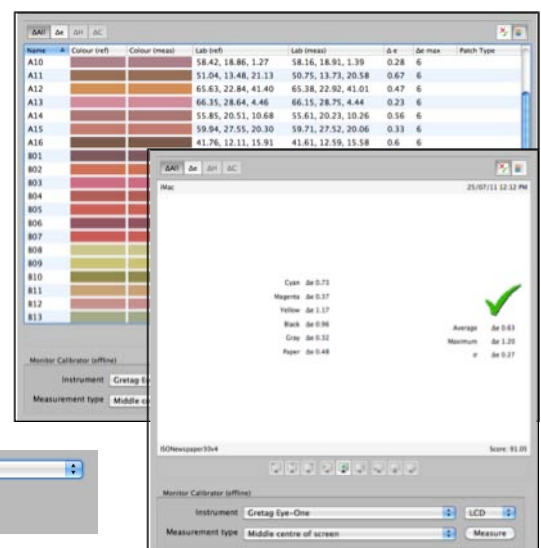 ΔAll Δe ΔH ΔC
Name Colour (ref) Colour (meas) Lab (ref) Lab (meas) Δ e Δe max Patch Type
A10 58.42, 18.86, 1.27 58.16, 18.91, 1.39 0.28 6
A11 51.04, 13.48, 21.13 50.75, 13.73, 20.58 0.67 6
A12 65.63, 22.84, 41.40 65.38, 22.92, 41.01 0.47 6
A13 66.35, 28.64, 4.46 66.15, 28.75, 4.44 0.23 6
A14 55.85, 20.51, 10.68 55.61, 20.23, 10.26 0.56 6
A15 59.94, 27.55, 20.30 59.71, 27.52, 20.06 0.33 6
A16 41.76, 12.11, 15.91 41.61, 12.59, 15.58 0.6 6
B01
B02
B03
B04
B05
B06
B07
B08
B09
B10
B11
B12
B13
Monitor Calibrator (offline)
Instrument Gretag Ey
Measurement type Middle ce
ΔAll Δe ΔH ΔC
iMac 25/07/11 12:12 PM
Cyan Δe 0.73
Magenta Δe 0.37
Yellow Δe 1.17
Black Δe 0.96
Gray Δe 0.32
Paper Δe 0.48
Average Δe 0.63
Maximum Δe 1.20
σ Δe 0.27
ISONewspaper30v4 Score: 91.05
Monitor Calibrator (offline)
Instrument Gretag Eye-One LCD
Measurement type Middle centre of screen Measure